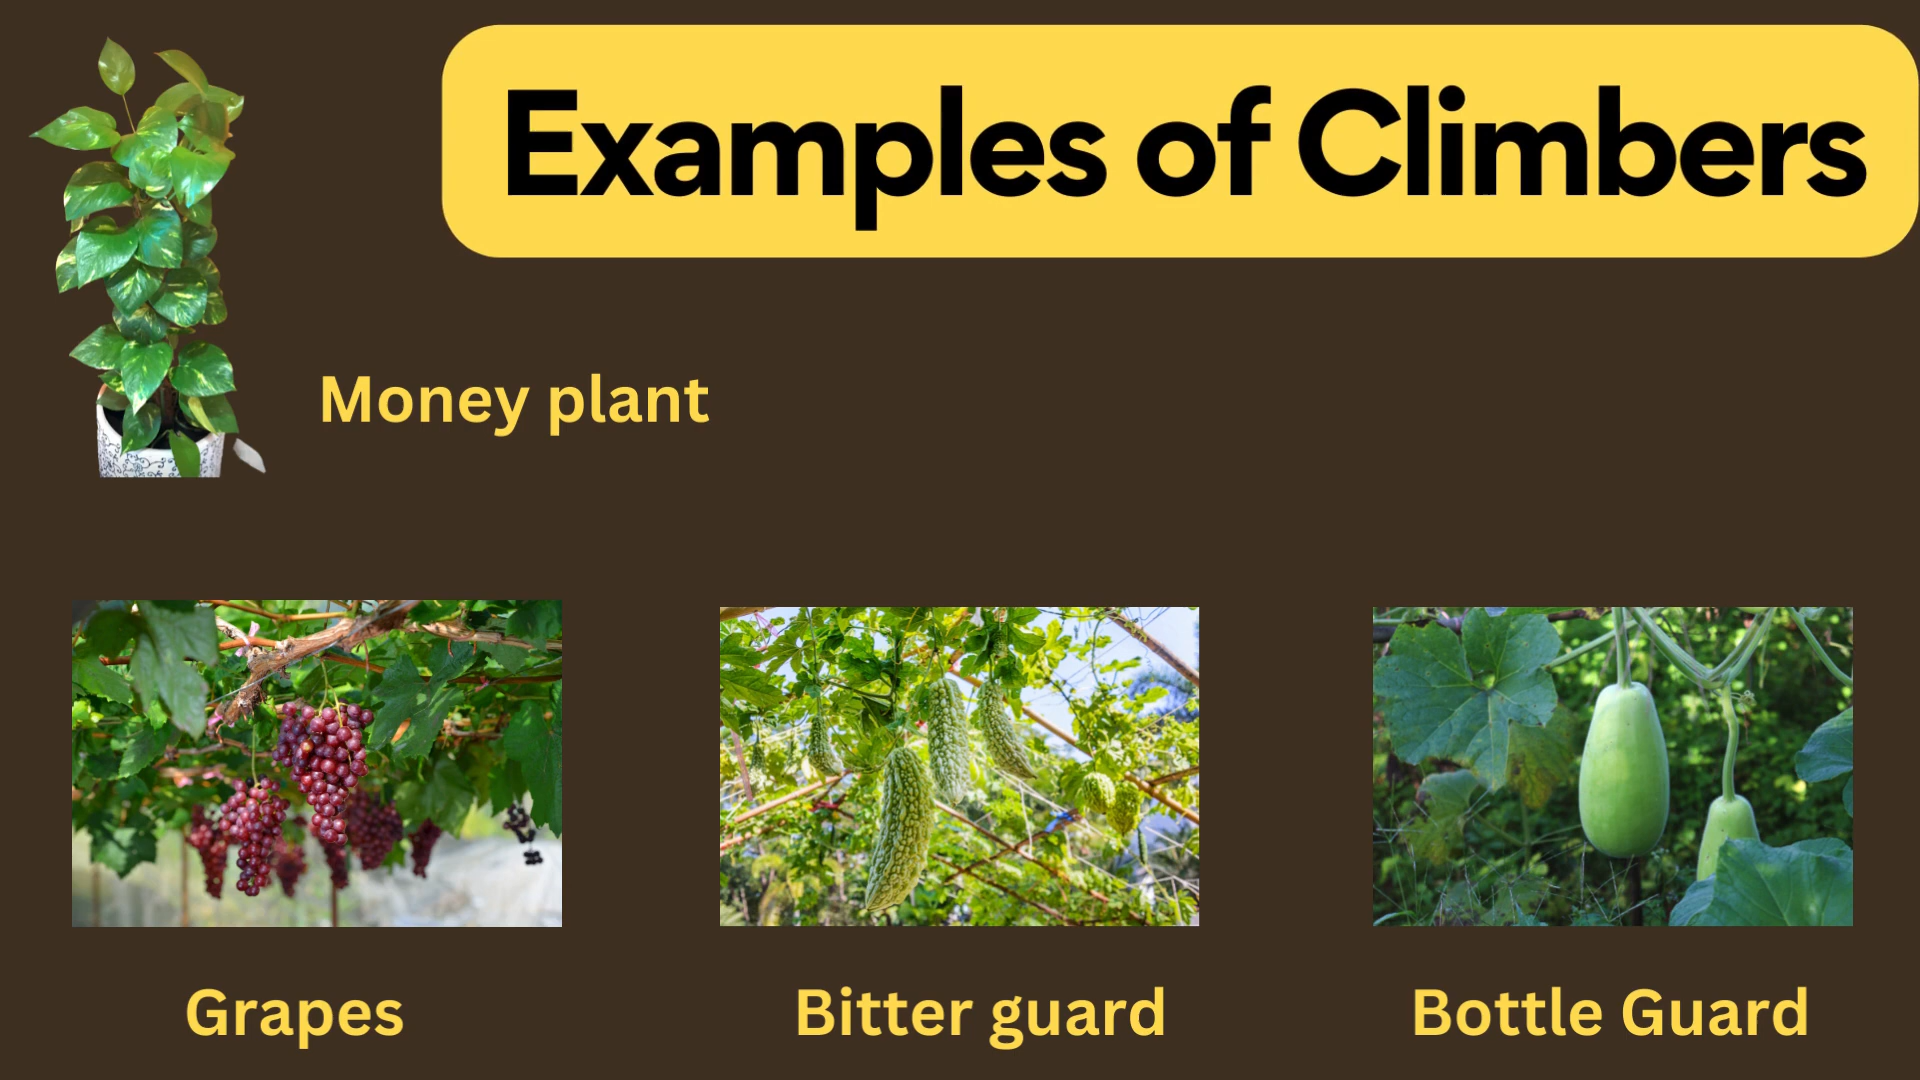 Examples of Climbers
Money plant
Grapes
Bitter guard
Bottle Guard